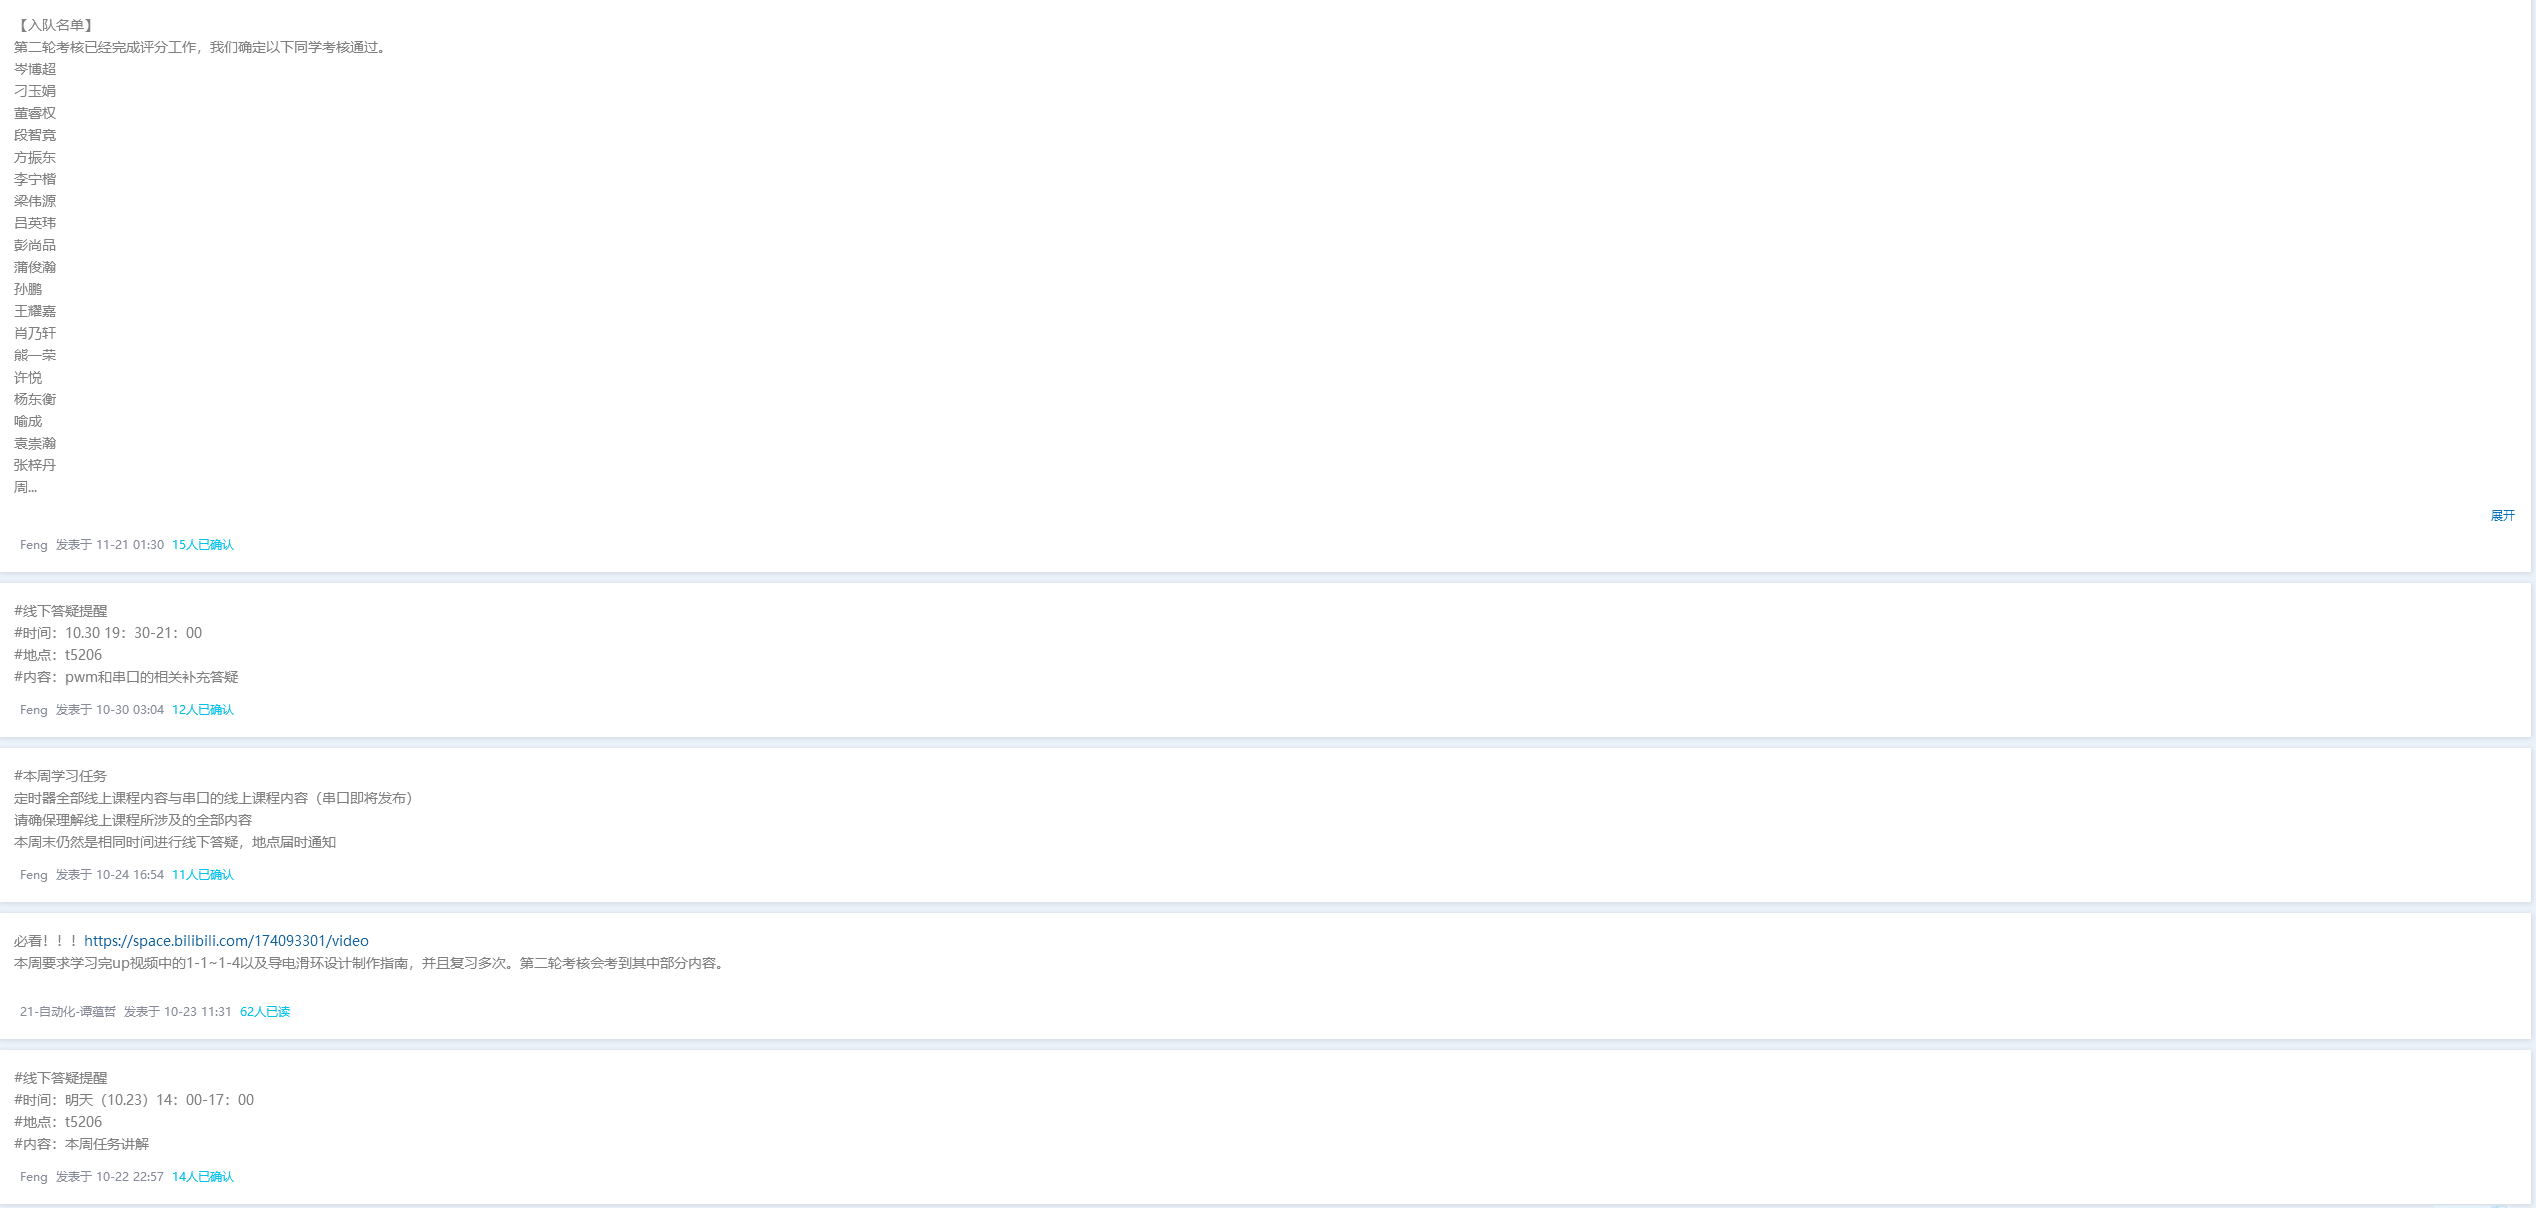 【入队名单】
第二轮考核已经完成评分工作，我们确定以下同学考核通过。
岑博超
刁玉娟
董睿权
段智竞
方振东
李宁楷
梁伟源
吕英玮
彭尚品
蒲俊瀚
孙鹏
王耀嘉
肖乃轩
熊一荣
许悦
杨东衡
喻成
袁崇瀚
张梓丹
周...
展开
Feng 发表于 11-21 01:30 15人已确认
#线下答疑提醒
#时间：10.30 19：30-21：00
#地点：t5206
#内容：pwm和串口的相关补充答疑
Feng 发表于 10-30 03:04 12人已确认
#本周学习任务
定时器全部线上课程内容与串口的线上课程内容（串口即将发布）
请确保理解线上课程所涉及的全部内容
本周末仍然是相同时间进行线下答疑，地点届时通知
Feng 发表于 10-24 16:54 11人已确认
必看！！！https://space.bilibili.com/174093301/video
本周要求学习完up视频中的1-1~1-4以及导电滑环设计制作指南，并且复习多次。第二轮考核会考到其中部分内容。
21-自动化-谭蕴哲 发表于 10-23 11:31 62人已读
#线下答疑提醒
#时间：明天（10.23）14：00-17：00
#地点：t5206
#内容：本周任务讲解
Feng 发表于 10-22 22:57 14人已确认